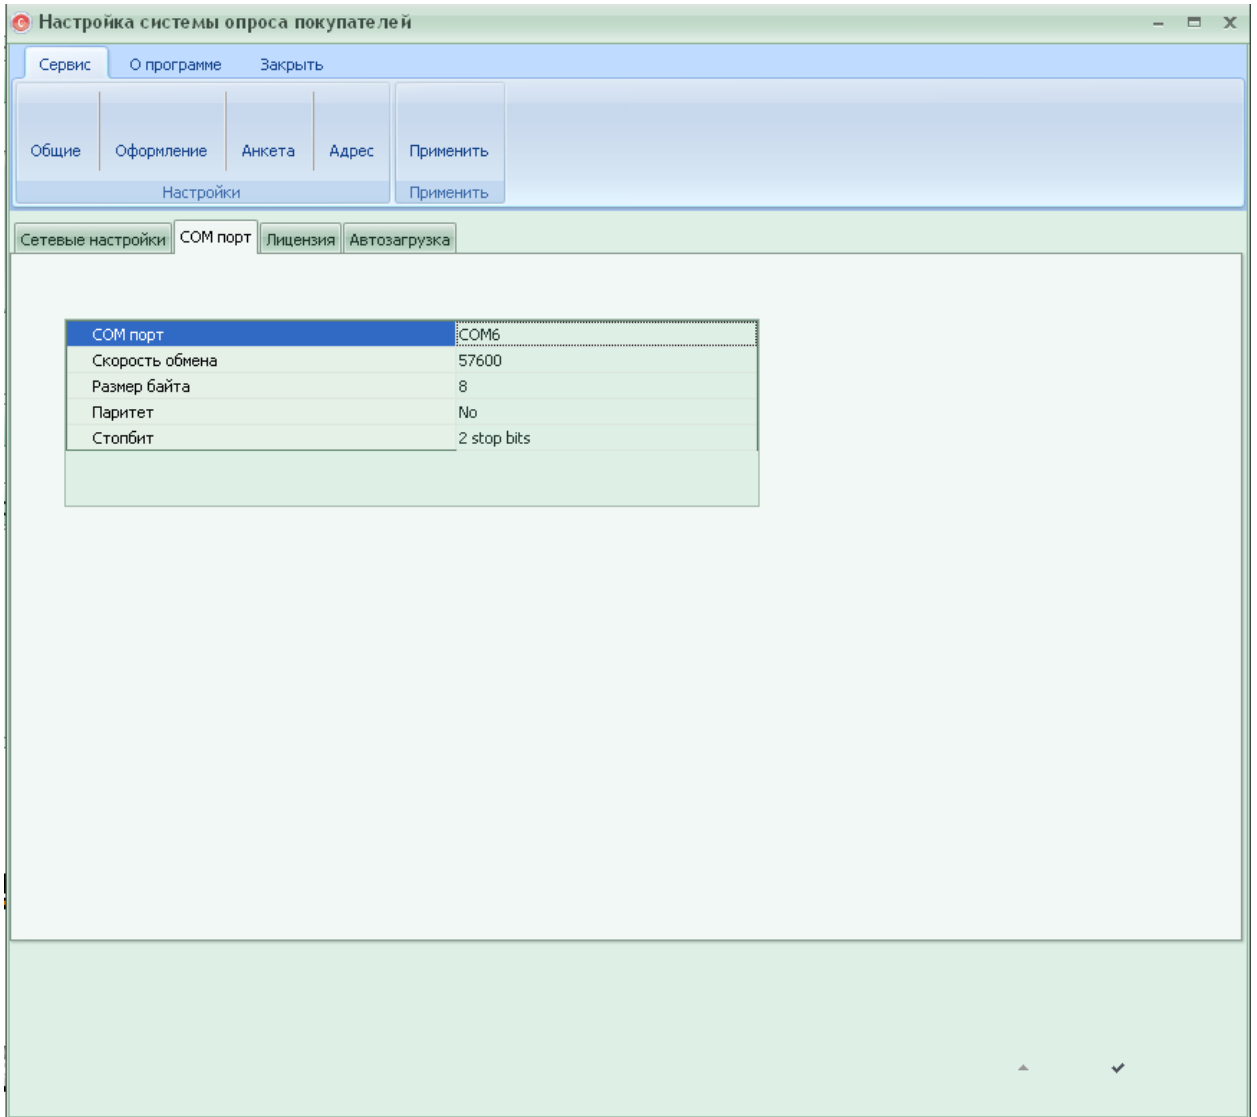 Настройка системы опроса покупателей
Сервис О программе Закрыть
Общие Оформление Анкета Адрес Применить
Настройки Применить
Сетевые настройки COM порт Лицензия Автозагрузка
COM порт COM6
Скорость обмена 57600
Размер байта 8
Паритет No
Стопбит 2 stop bits